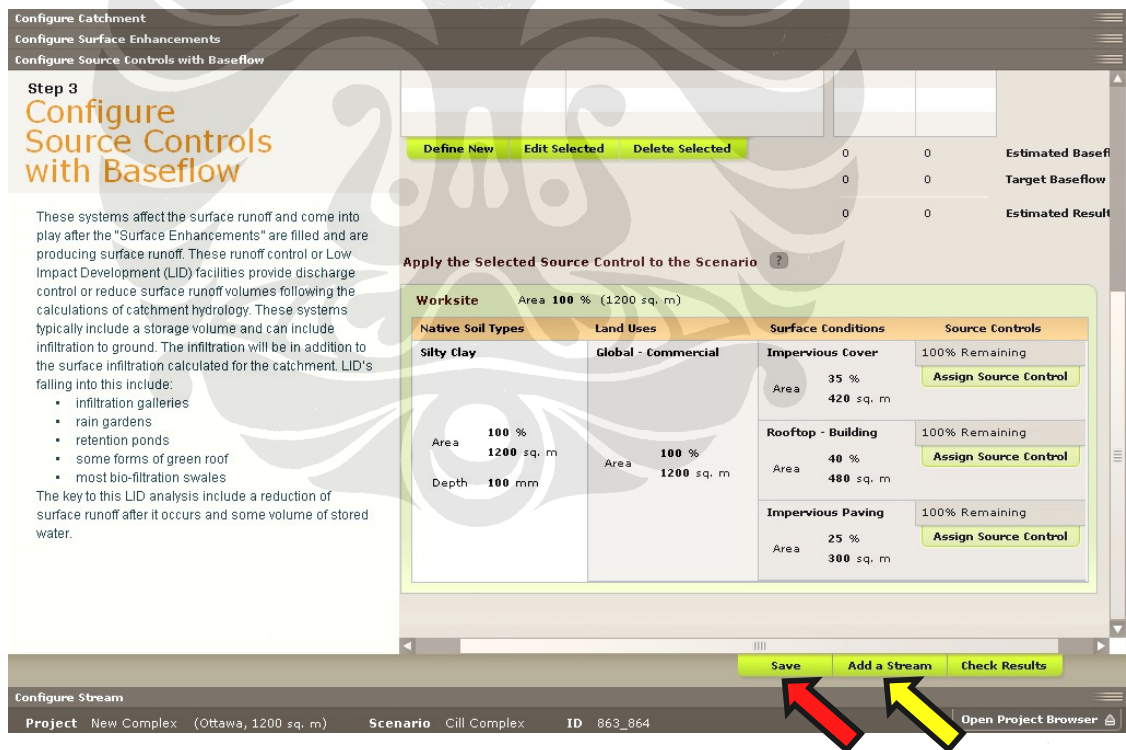 Configure Catchment
Configure Surface Enhancements
Configure Source Controls with Baseflow
Step 3
Configure
Source Controls
with Baseflow
These systems affect the surface runoff and come into
play after the "Surface Enhancements" are filled and are
producing surface runoff. These runoff control or Low
Impact Development (LID) facilities provide discharge
control or reduce surface runoff volumes following the
calculations of catchment hydrology. These systems
typically include a storage volume and can include
infiltration to ground. The infiltration will be in addition to
the surface infiltration calculated for the catchment. LID's
falling into this include:
▪ infiltration galleries
▪ rain gardens
▪ retention ponds
▪ some forms of green roof
▪ most bio-filtration swales
The key to this LID analysis include a reduction of
surface runoff after it occurs and some volume of stored
water.
Define New Edit Selected Delete Selected
0 0 Estimated Basefl
0 0 Target Baseflow
0 0 Estimated Result
Apply the Selected Source Control to the Scenario ?
Worksite Area 100 % (1200 sq. m)
Native Soil Types Land Uses Surface Conditions Source Controls
Silty Clay
Area 100 %
1200 sq. m
Depth 100 mm
Global - Commercial
Area 100 %
1200 sq. m
Impervious Cover
Area 35 %
420 sq. m
100% Remaining
Assign Source Control
Rooftop - Building
Area 40 %
480 sq. m
100% Remaining
Assign Source Control
Impervious Paving
Area 25 %
300 sq. m
100% Remaining
Assign Source Control
Save Add a Stream Check Results
Configure Stream
Project New Complex (Ottawa, 1200 sq. m) Scenario Cill Complex ID 863_864 Open Project Browser